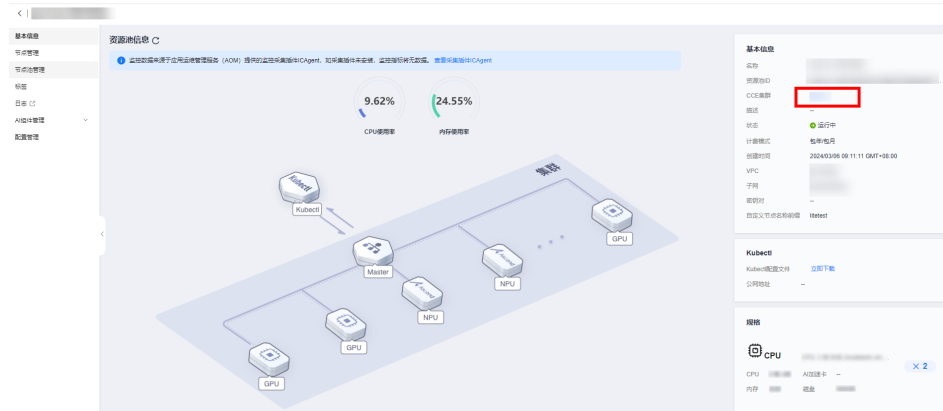 基本信息
节点管理
节点池管理
标签
日志
AI组件管理
配置管理
资源池信息
监控数据来源于应用运维管理服务（AOM）提供的监控采集插件ICAgent，如采集插件未安装，监控指标将无数据。 查看采集插件ICAgent
9.62%
CPU使用率
24.55%
内存使用率
集群
Kubectl
Kubectl
Master
GPU
Ascend
NPU
Ascend
NPU
GPU
GPU
基本信息
名称
资源池ID
CCE集群
描述 --
状态 运行中
计费模式 包年/包月
创建时间 2024/03/06 09:11:11 GMT+08:00
VPC
子网
密钥对 --
自定义节点名称前缀 litetest
Kubectl
Kubectl配置文件 立即下载
公网地址 --
规格
CPU
CPU AI加速卡 --
内存 磁盘
× 2